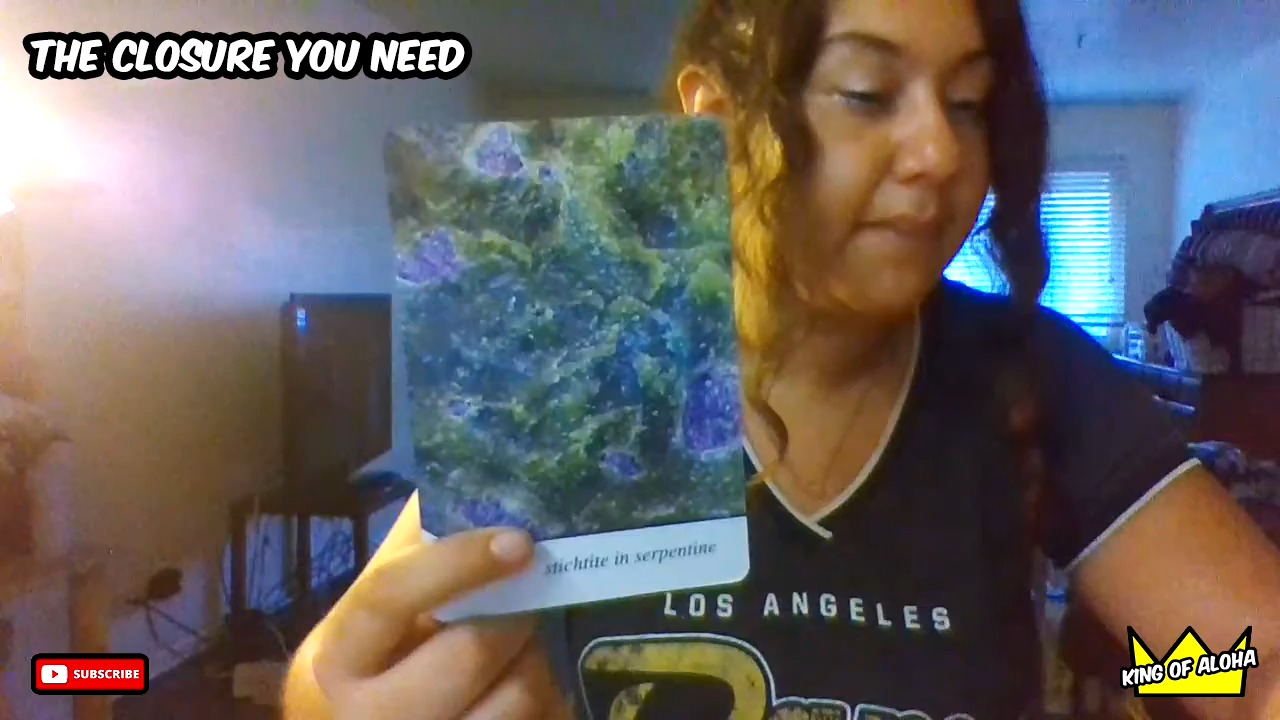 THE CLOSURE YOU NEED
stichtite in serpentine
LOS ANGELES
SUBSCRIBE
KING OF ALOHA